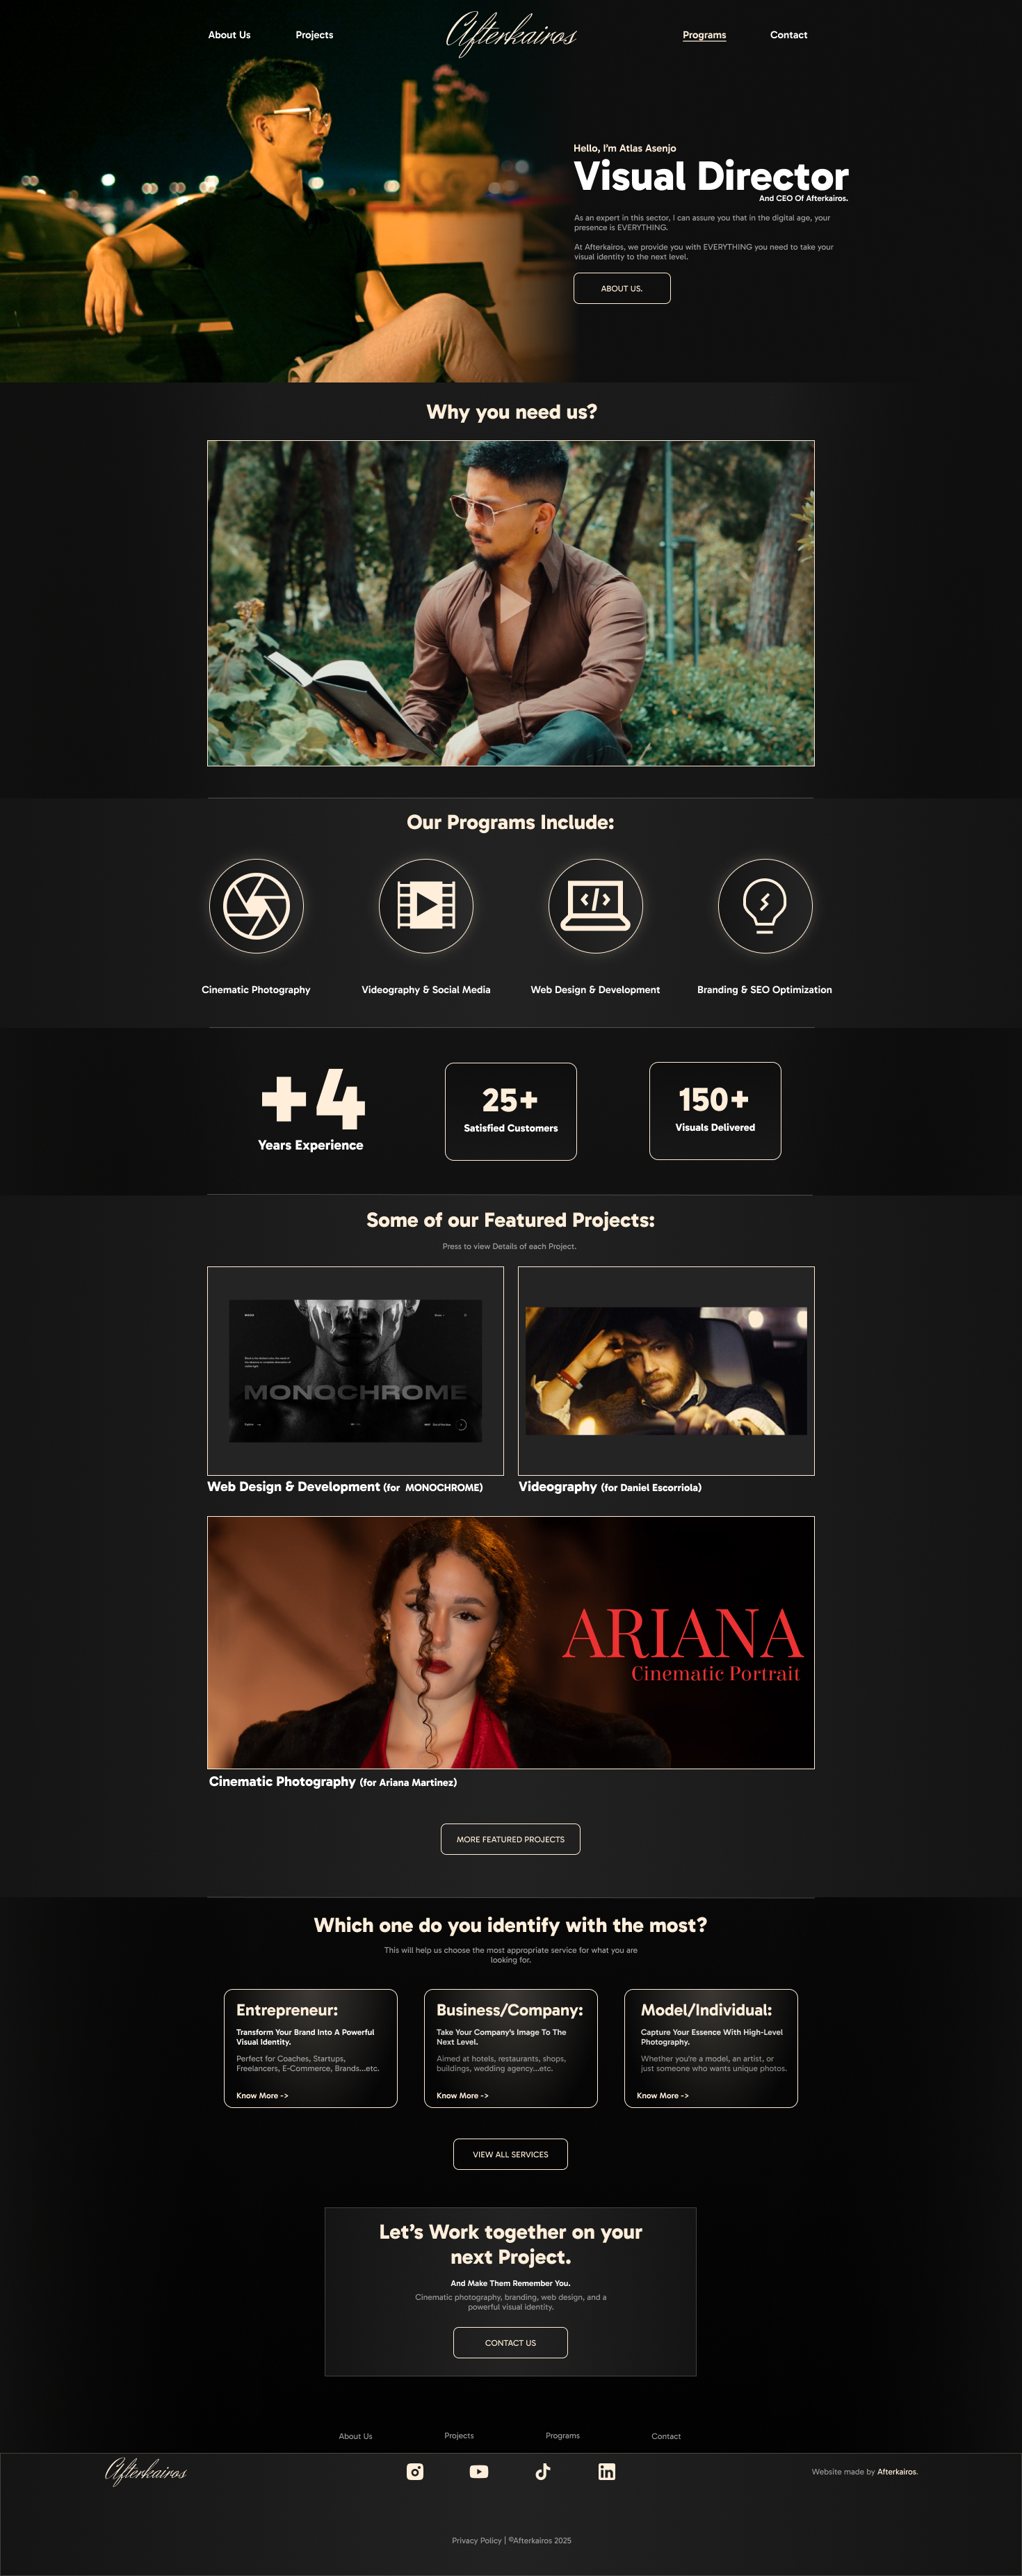 About Us
Projects
Afterkairos
Programs
Contact
Hello, I'm Atlas Asenjo
Visual Director
And CEO Of Afterkairos.
As an expert in this sector, I can assure you that in the digital age, your
presence is EVERYTHING.
At Afterkairos, we provide you with EVERYTHING you need to take your
visual identity to the next level.
ABOUT US.
Why you need us?
Our Programs Include:
Cinematic Photography
Videography & Social Media
Web Design & Development
Branding & SEO Optimization
+4
Years Experience
25+
Satisfied Customers
150+
Visuals Delivered
Some of our Featured Projects:
Press to view Details of each Project.
MONOCHROME
Web Design & Development (for MONOCHROME)
Videography (for Daniel Escorriola)
ARIANA
Cinematic Portrait
Cinematic Photography (for Ariana Martinez)
MORE FEATURED PROJECTS
Which one do you identify with the most?
This will help us choose the most appropriate service for what you are
looking for.
Entrepreneur:
Transform Your Brand Into A Powerful
Visual Identity.
Perfect for Coaches, Startups,
Freelancers, E-Commerce, Brands...etc.
Know More ->
Business/Company:
Take Your Company's Image To The
Next Level.
Aimed at hotels, restaurants, shops,
buildings, wedding agency...etc.
Know More ->
Model/Individual:
Capture Your Essence With High-Level
Photography.
Whether you're a model, an artist, or
just someone who wants unique photos.
Know More ->
VIEW ALL SERVICES
Let's Work together on your
next Project.
And Make Them Remember You.
Cinematic photography, branding, web design, and a
powerful visual identity.
CONTACT US
About Us
Projects
Programs
Contact
Afterkairos
Website made by Afterkairos.
Privacy Policy | ©Afterkairos 2025